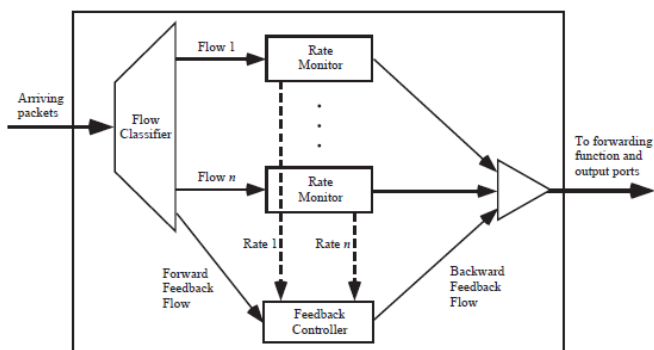 Arriving
packets
Flow
Classifier
Flow 1
Rate
Monitor
Flow n
Rate
Monitor
Rate 1
Rate n
Forward
Feedback
Flow
Feedback
Controller
Backward
Feedback
Flow
To forwarding
function and
output ports